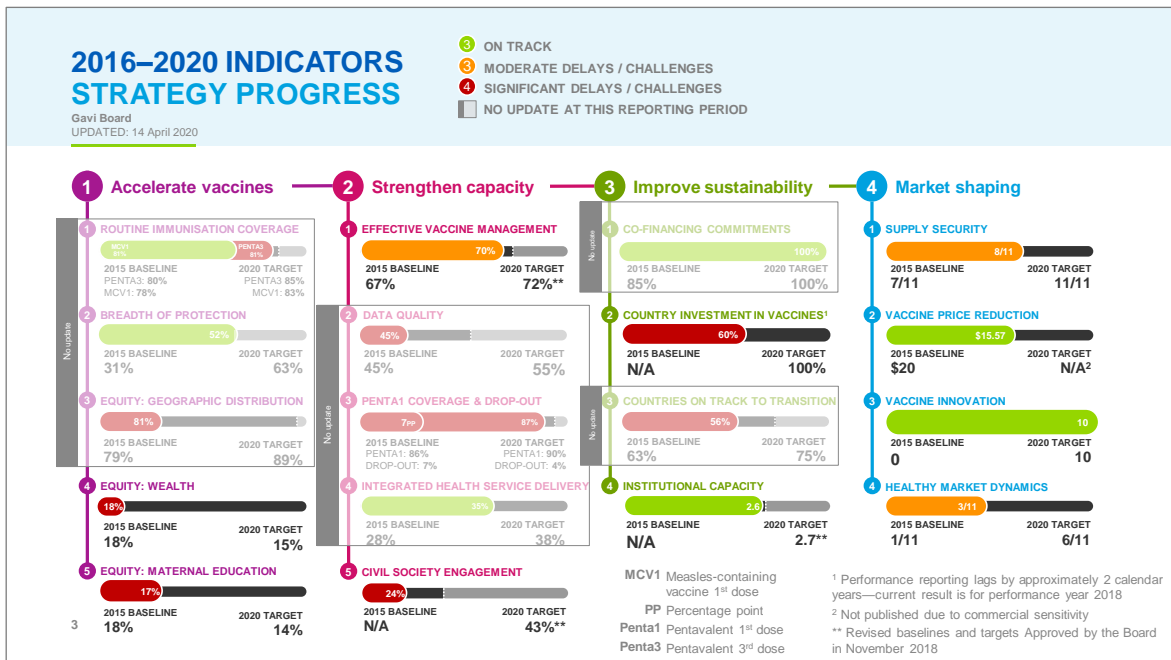 2016–2020 INDICATORS
STRATEGY PROGRESS
Gavi Board
UPDATED: 14 April 2020
3 ON TRACK
3 MODERATE DELAYS / CHALLENGES
4 SIGNIFICANT DELAYS / CHALLENGES
NO UPDATE AT THIS REPORTING PERIOD
1 Accelerate vaccines
No update
1 ROUTINE IMMUNISATION COVERAGE
MCV1 PENTA3
81% 81%
2015 BASELINE 2020 TARGET
PENTA3: 80% PENTA3 85%
MCV1: 78% MCV1: 83%
2 BREADTH OF PROTECTION
52%
2015 BASELINE 2020 TARGET
31% 63%
3 EQUITY: GEOGRAPHIC DISTRIBUTION
81%
2015 BASELINE 2020 TARGET
79% 89%
4 EQUITY: WEALTH
18%
2015 BASELINE 2020 TARGET
18% 15%
5 EQUITY: MATERNAL EDUCATION
17%
2015 BASELINE 2020 TARGET
18% 14%
2 Strengthen capacity
1 EFFECTIVE VACCINE MANAGEMENT
70%
2015 BASELINE 2020 TARGET
67% 72%**
No update
2 DATA QUALITY
45%
2015 BASELINE 2020 TARGET
45% 55%
3 PENTA1 COVERAGE & DROP-OUT
7PP 87%
2015 BASELINE 2020 TARGET
PENTA1: 86% PENTA1: 90%
DROP-OUT: 7% DROP-OUT: 4%
4 INTEGRATED HEALTH SERVICE DELIVERY
35%
2015 BASELINE 2020 TARGET
28% 38%
5 CIVIL SOCIETY ENGAGEMENT
24%
2015 BASELINE 2020 TARGET
N/A 43%**
3 Improve sustainability
No update
1 CO-FINANCING COMMITMENTS
100%
2015 BASELINE 2020 TARGET
85% 100%
2 COUNTRY INVESTMENT IN VACCINES¹
60%
2015 BASELINE 2020 TARGET
N/A 100%
No update
3 COUNTRIES ON TRACK TO TRANSITION
56%
2015 BASELINE 2020 TARGET
63% 75%
4 INSTITUTIONAL CAPACITY
2.6
2015 BASELINE 2020 TARGET
N/A 2.7**
4 Market shaping
1 SUPPLY SECURITY
8/11
2015 BASELINE 2020 TARGET
7/11 11/11
2 VACCINE PRICE REDUCTION
$15.57
2015 BASELINE 2020 TARGET
$20 N/A²
3 VACCINE INNOVATION
10
2015 BASELINE 2020 TARGET
0 10
4 HEALTHY MARKET DYNAMICS
3/11
2015 BASELINE 2020 TARGET
1/11 6/11
MCV1 Measles-containing
vaccine 1st dose
PP Percentage point
Penta1 Pentavalent 1st dose
Penta3 Pentavalent 3rd dose
¹ Performance reporting lags by approximately 2 calendar
years—current result is for performance year 2018
² Not published due to commercial sensitivity
** Revised baselines and targets Approved by the Board
in November 2018
3